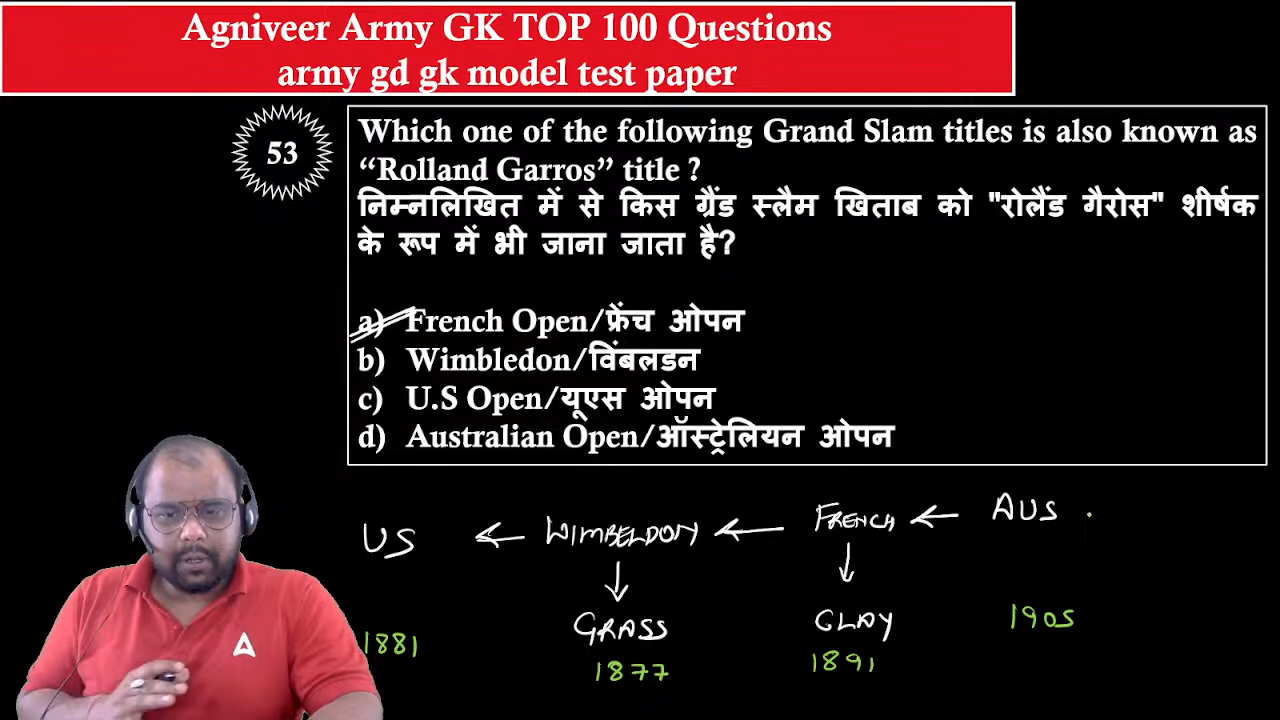 Agniveer Army GK TOP 100 Questions
army gd gk model test paper
53
Which one of the following Grand Slam titles is also known as
“Rolland Garros” title ?
निम्नलिखित में से किस ग्रैंड स्लैम खिताब को "रोलैंड गैरोस" शीर्षक
के रूप में भी जाना जाता है?
a) French Open/फ्रेंच ओपन
b) Wimbledon/विंबलडन
c) U.S Open/यूएस ओपन
d) Australian Open/ऑस्ट्रेलियन ओपन
US ← WIMBELDON ← FRENCH ← AUS
GRASS CLAY
1881 1877 1891 1905